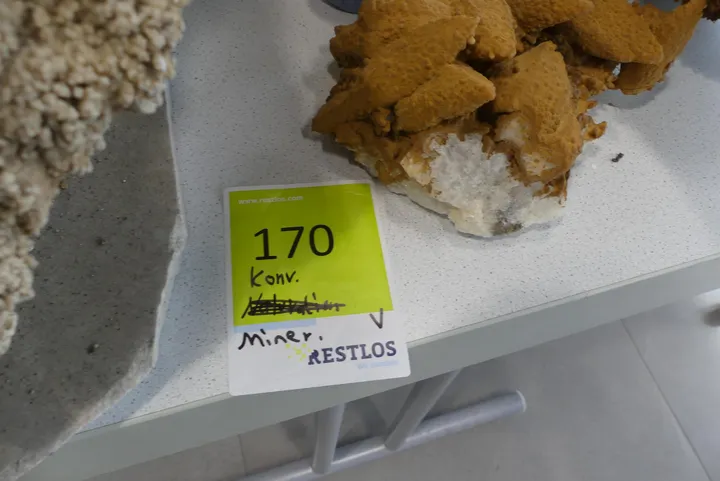 www.restlos.com
170
Konv.
Miner. V
RESTLOS